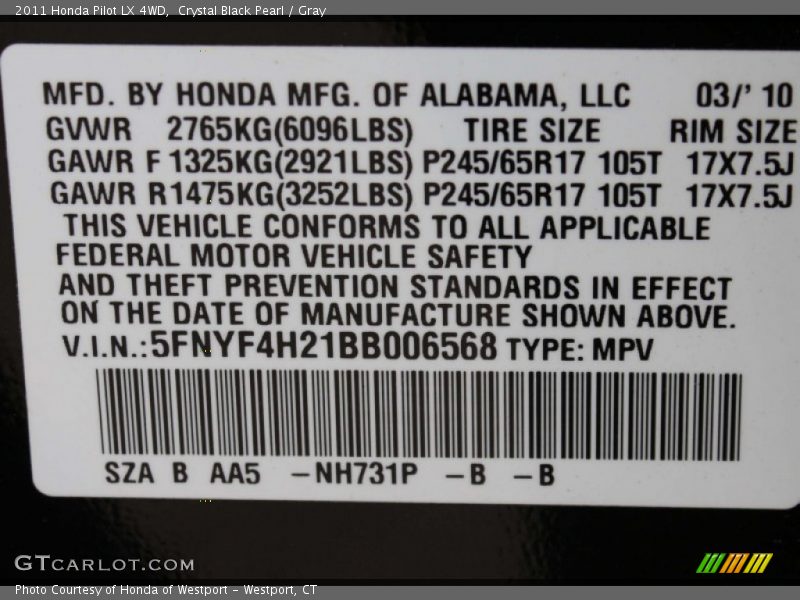 2011 Honda Pilot LX 4WD,  Crystal Black Pearl / Gray
MFD. BY HONDA MFG. OF ALABAMA, LLC 03/' 10
GVWR 2765KG(6096LBS) TIRE SIZE RIM SIZE
GAWR F 1325KG(2921LBS) P245/65R17 105T 17X7.5J
GAWR R1475KG(3252LBS) P245/65R17 105T 17X7.5J
THIS VEHICLE CONFORMS TO ALL APPLICABLE
FEDERAL MOTOR VEHICLE SAFETY
AND THEFT PREVENTION STANDARDS IN EFFECT
ON THE DATE OF MANUFACTURE SHOWN ABOVE.
V.I.N.:5FNYF4H21BB006568 TYPE: MPV
SZA B AA5 –NH731P –B –B
GTCARLOT.COM
Photo Courtesy of Honda of Westport – Westport, CT